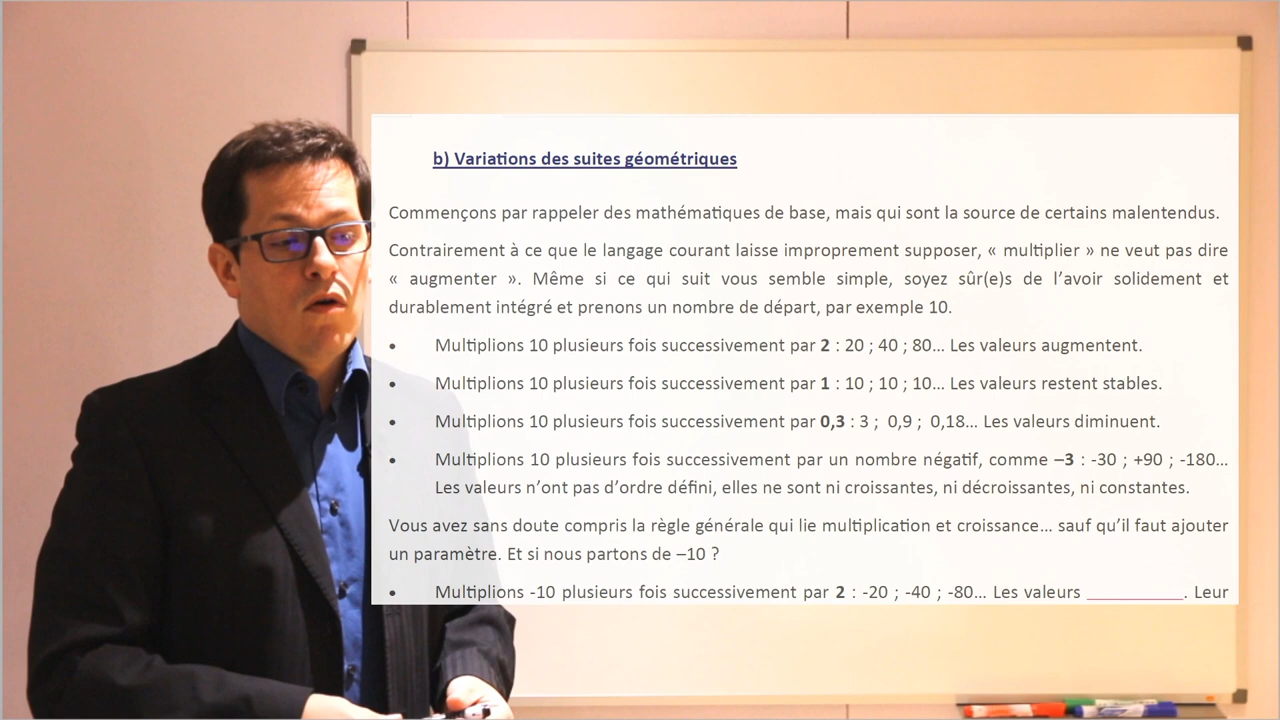 b) Variations des suites géométriques
Commençons par rappeler des mathématiques de base, mais qui sont la source de certains malentendus.
Contrairement à ce que le langage courant laisse improprement supposer, « multiplier » ne veut pas dire
« augmenter ». Même si ce qui suit vous semble simple, soyez sûr(e)s de l’avoir solidement et
durablement intégré et prenons un nombre de départ, par exemple 10.
• Multiplions 10 plusieurs fois successivement par 2 : 20 ; 40 ; 80… Les valeurs augmentent.
• Multiplions 10 plusieurs fois successivement par 1 : 10 ; 10 ; 10… Les valeurs restent stables.
• Multiplions 10 plusieurs fois successivement par 0,3 : 3 ; 0,9 ; 0,18… Les valeurs diminuent.
• Multiplions 10 plusieurs fois successivement par un nombre négatif, comme –3 : -30 ; +90 ; -180…
Les valeurs n’ont pas d’ordre défini, elles ne sont ni croissantes, ni décroissantes, ni constantes.
Vous avez sans doute compris la règle générale qui lie multiplication et croissance… sauf qu’il faut ajouter
un paramètre. Et si nous partons de –10 ?
• Multiplions -10 plusieurs fois successivement par 2 : -20 ; -40 ; -80… Les valeurs __________. Leur